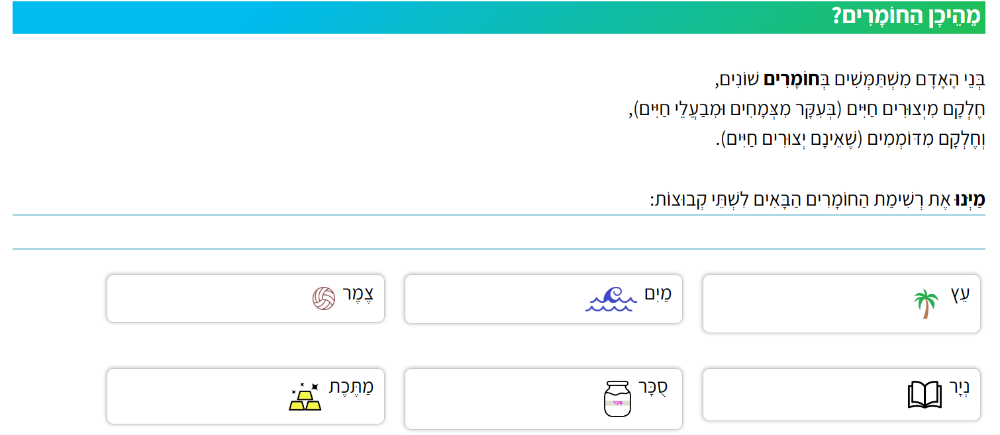 מֵהֵיכָן הַחוֹמָרִים?
בְּנֵי הָאָדָם מִשְׁתַּמְּשִׁים בְּחוֹמָרִים שׁוֹנִים,
חֶלְקָם מִיְצוּרִים חַיִּים (בְּעִקָּר מִצְּמָחִים וּמִבַעֲלֵי חַיִּים),
וְחֶלְקָם מִדּוֹמְמִים (שֶׁאֵינָם יְצוּרִים חַיִּים).
מַיְּנוּ אֶת רְשִׁימַת הַחוֹמָרִים הַבָּאִים לִשְׁתֵּי קְבוּצוֹת:
עֵץ
מַיִם
צֶמֶר
נְיָר
סֻכָּר
סֻכָּר
מַתֶּכֶת